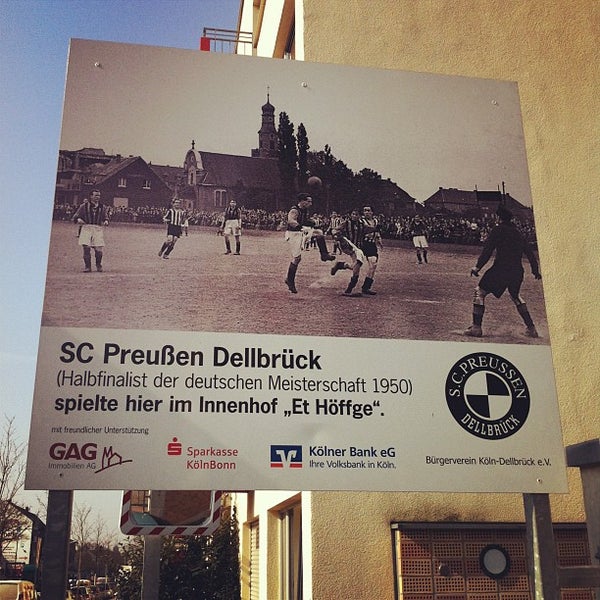 SC Preußen Dellbrück
(Halbfinalist der deutschen Meisterschaft 1950)
spielte hier im Innenhof „Et Höffge“.
S.C. PREUSSEN
DELLBRÜCK
mit freundlicher Unterstützung
GAG
Immobilien AG
Sparkasse
KölnBonn
Kölner Bank eG
Ihre Volksbank in Köln.
Bürgerverein Köln-Dellbrück e.V.